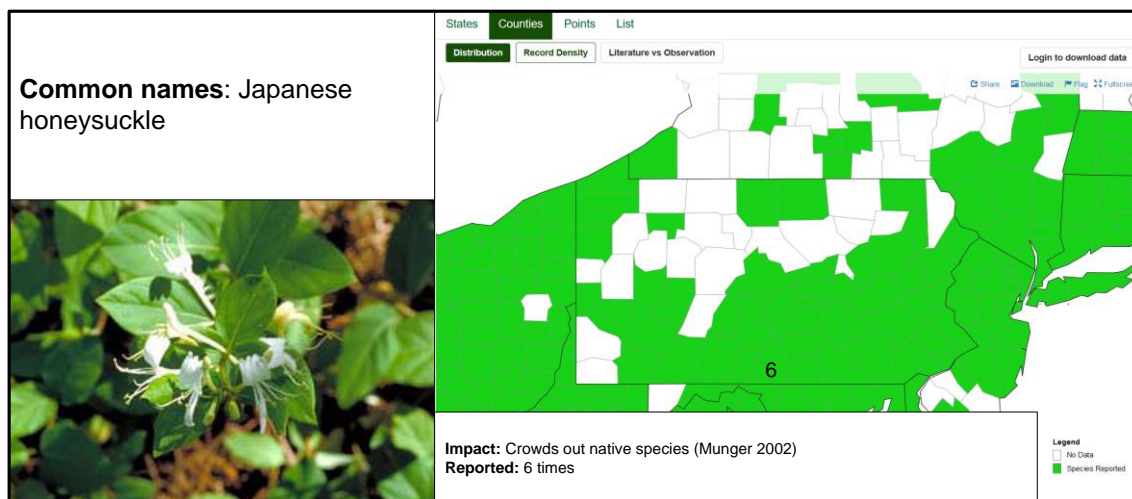 Common names: Japanese
honeysuckle
States Counties Points List
Distribution Record Density Literature vs Observation
Login to download data
Share Download Flag Fullscreen
6
Impact: Crowds out native species (Munger 2002)
Reported: 6 times
Legend
No Data
Species Reported